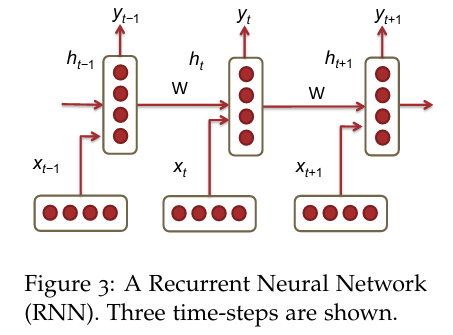 y_{t−1} y_t y_{t+1}
h_{t−1} h_t h_{t+1}
W W
x_{t−1} x_t x_{t+1}
Figure 3: A Recurrent Neural Network
(RNN). Three time-steps are shown.